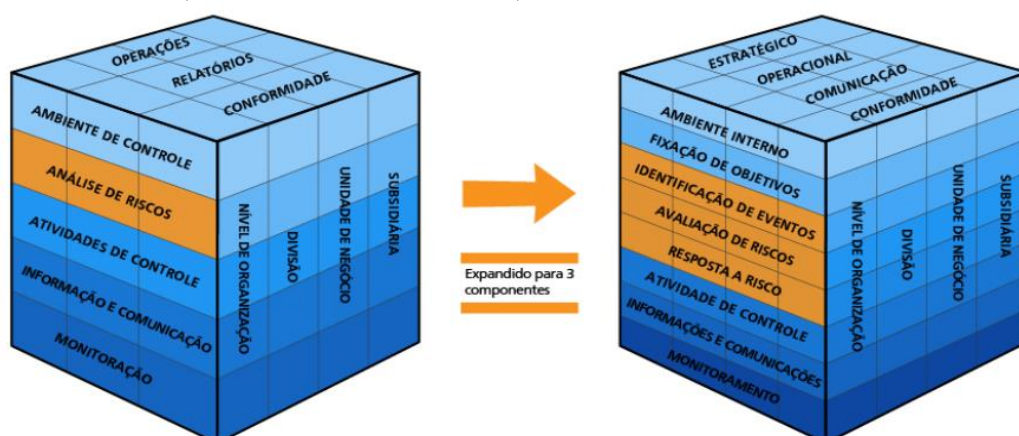 OPERAÇÕES
RELATÓRIOS
CONFORMIDADE
AMBIENTE DE CONTROLE
ANÁLISE DE RISCOS
ATIVIDADES DE CONTROLE
INFORMAÇÃO E COMUNICAÇÃO
MONITORAÇÃO
NÍVEL DE ORGANIZAÇÃO
DIVISÃO
UNIDADE DE NEGÓCIO
SUBSIDIÁRIA
Expandido para 3
componentes
ESTRATÉGICO
OPERACIONAL
COMUNICAÇÃO
CONFORMIDADE
AMBIENTE INTERNO
FIXAÇÃO DE OBJETIVOS
IDENTIFICAÇÃO DE EVENTOS
AVALIAÇÃO DE RISCOS
RESPOSTA A RISCO
ATIVIDADE DE CONTROLE
INFORMAÇÕES E COMUNICAÇÕES
MONITORAMENTO
NÍVEL DE ORGANIZAÇÃO
DIVISÃO
UNIDADE DE NEGÓCIO
SUBSIDIÁRIA